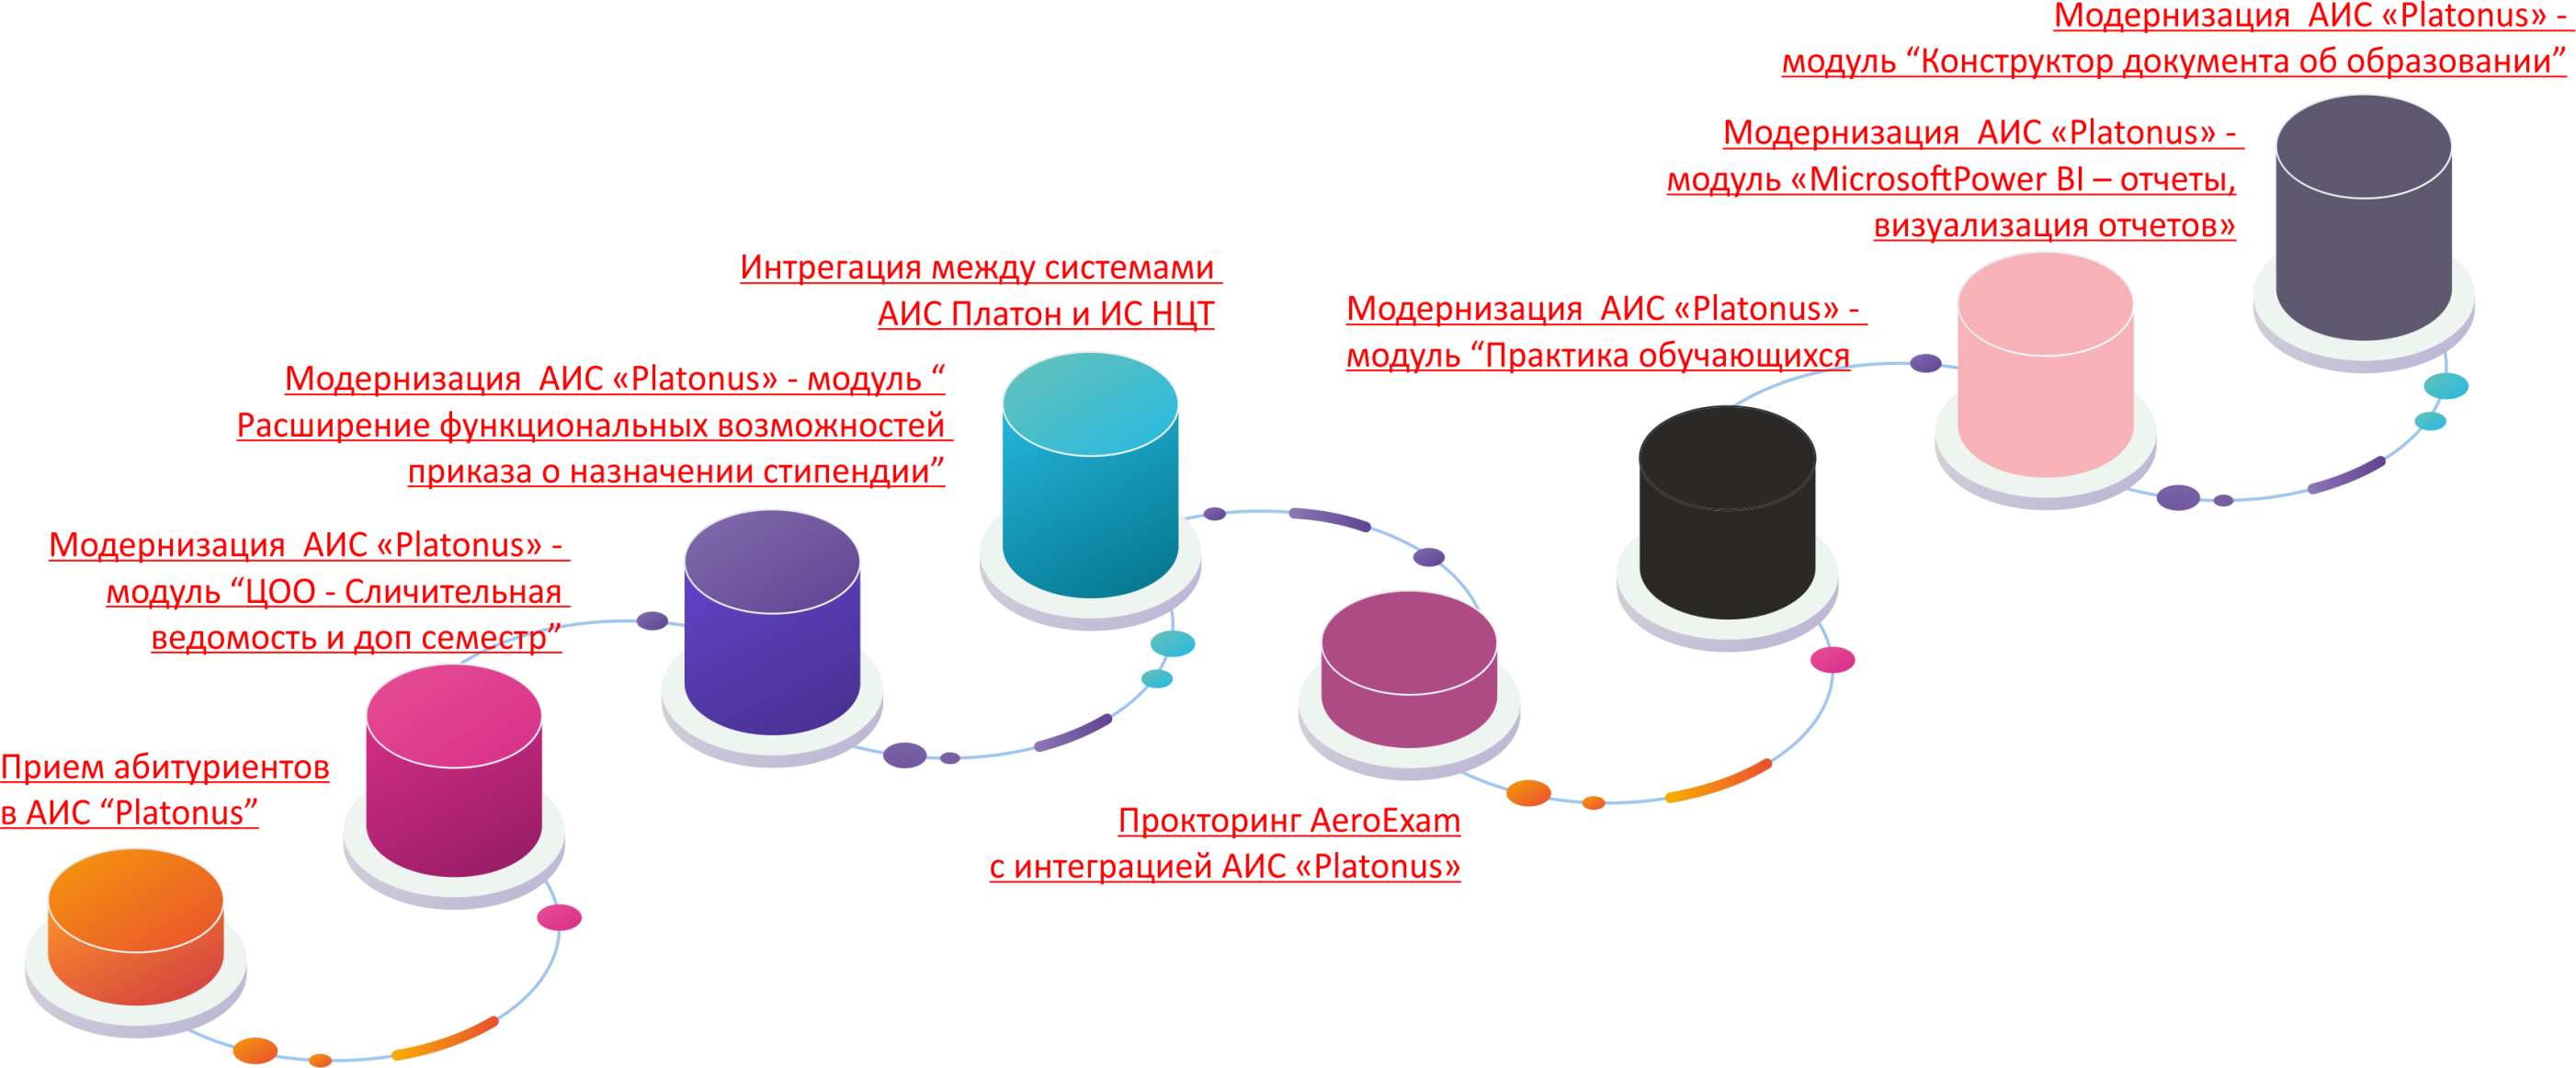 Модернизация АИС «Platonus» -
модуль “Конструктор документа об образовании”
Модернизация АИС «Platonus» -
модуль «MicrosoftPower BI – отчеты,
визуализация отчетов»
Интрегация между системами
АИС Платон и ИС НЦТ
Модернизация АИС «Platonus» -
модуль “Практика обучающихся
Модернизация АИС «Platonus» - модуль “
Расширение функциональных возможностей
приказа о назначении стипендии”
Модернизация АИС «Platonus» -
модуль “ЦОО - Сличительная
ведомость и доп семестр”
Прием абитуриентов
в АИС “Platonus”
Прокторинг AeroExam
с интеграцией АИС «Platonus»